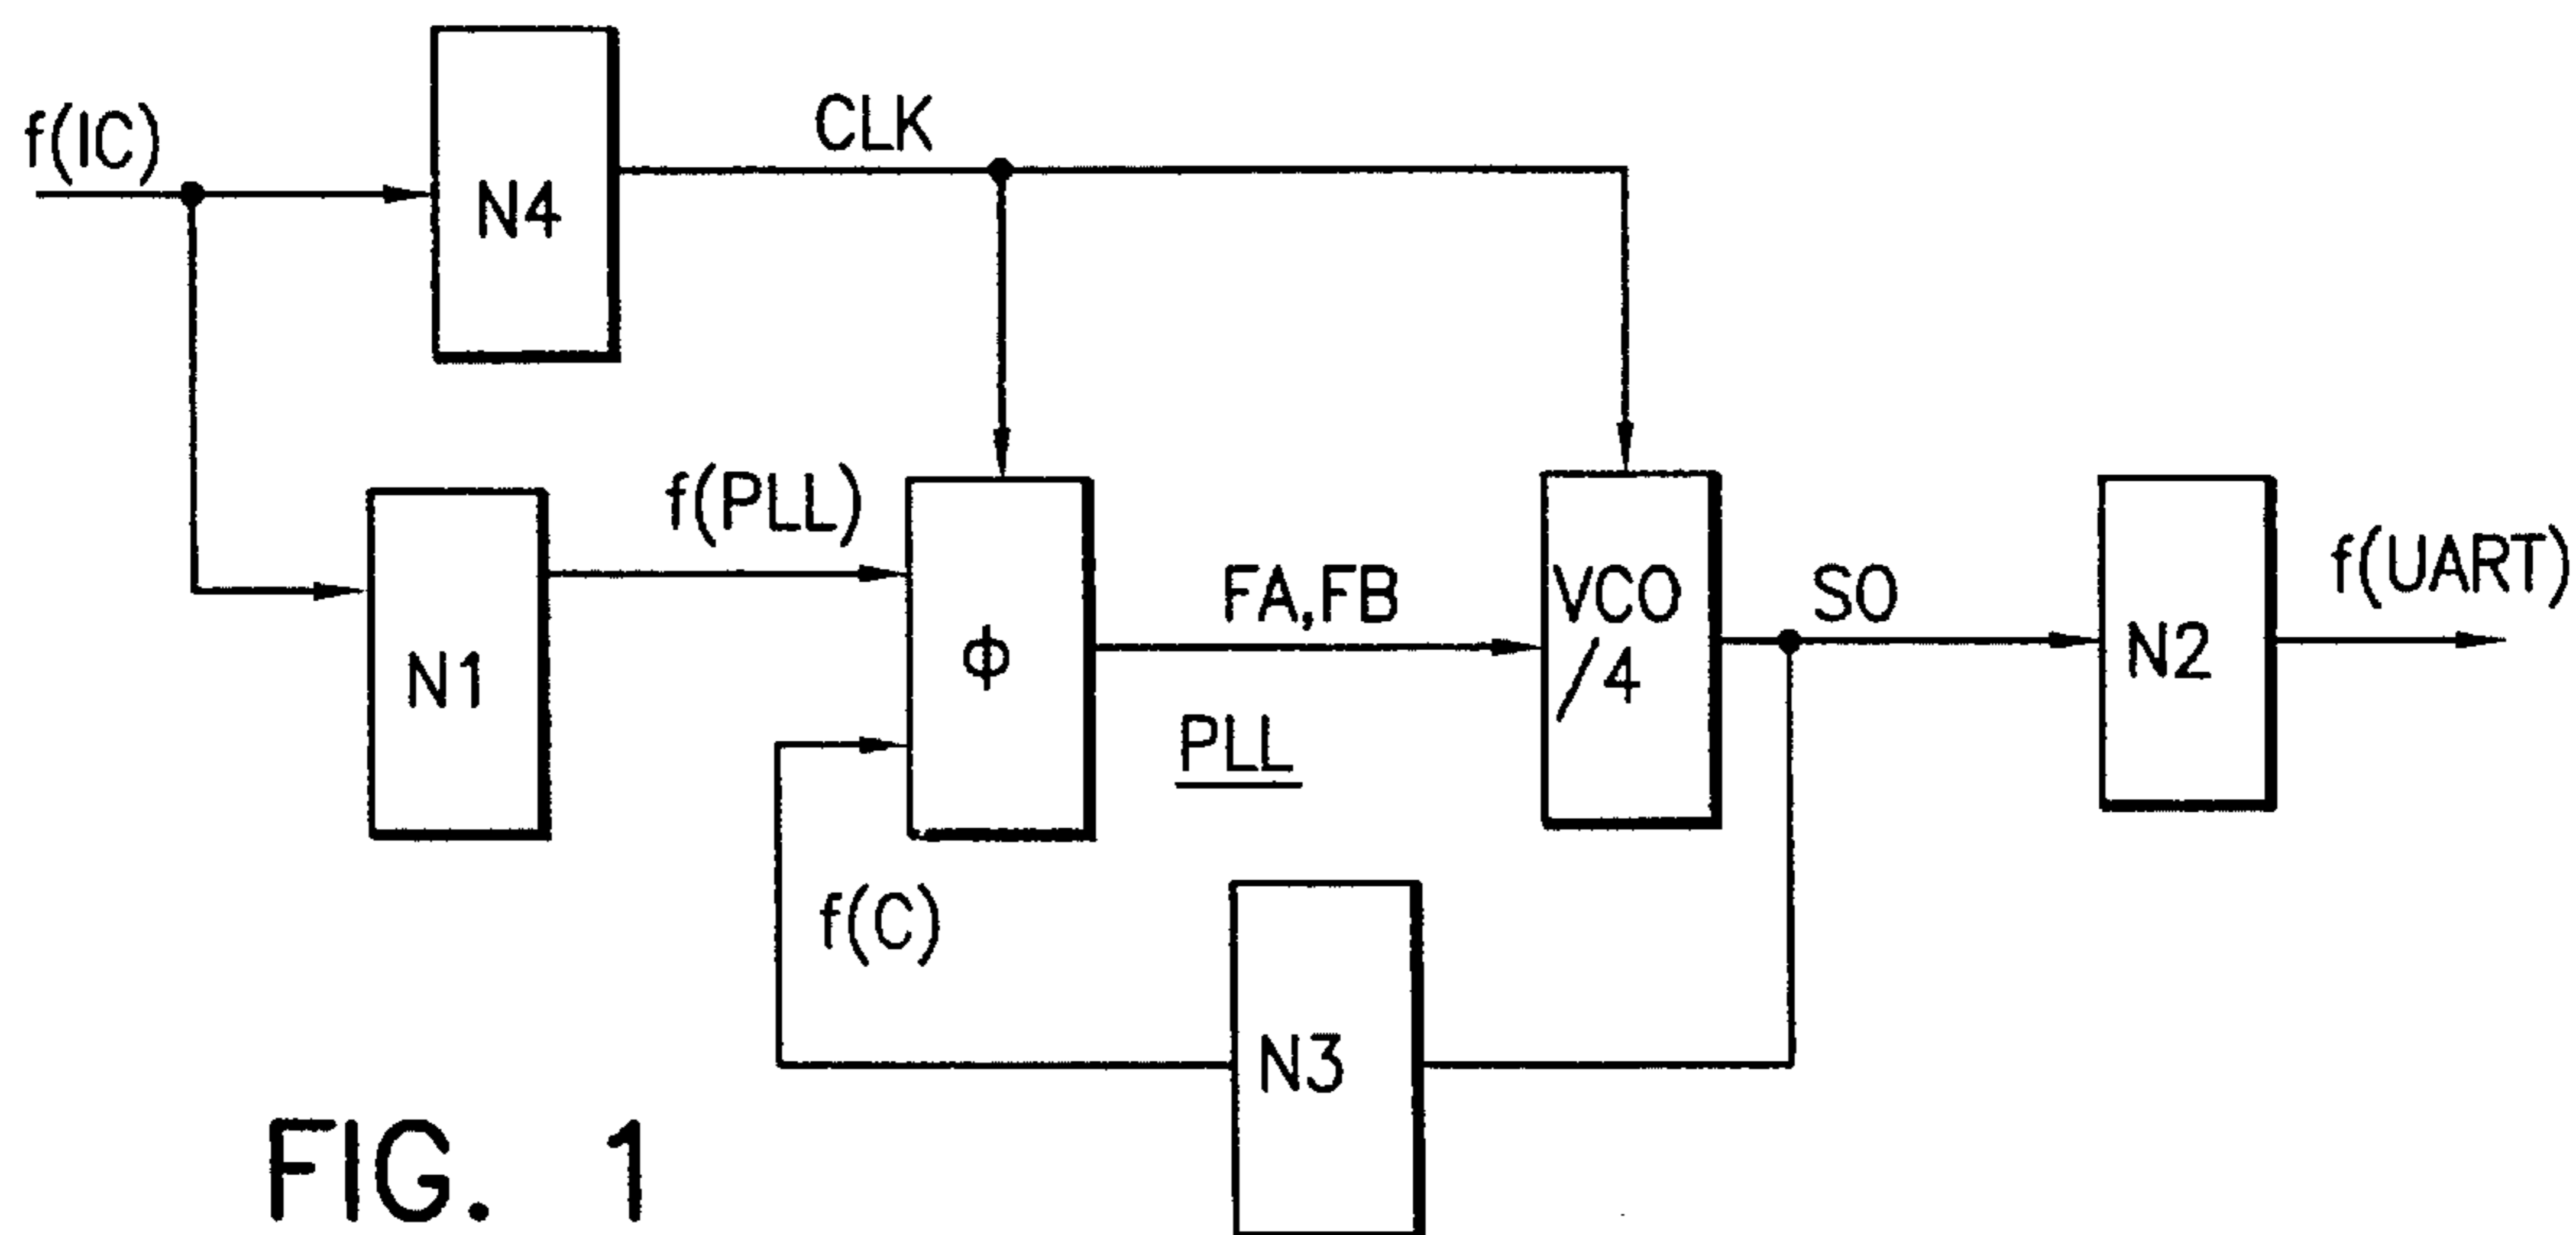 f(IC)
N4
CLK
N1
f(PLL)
Φ
FA,FB
PLL
VCO
/4
SO
N2
f(UART)
f(C)
N3
FIG. 1